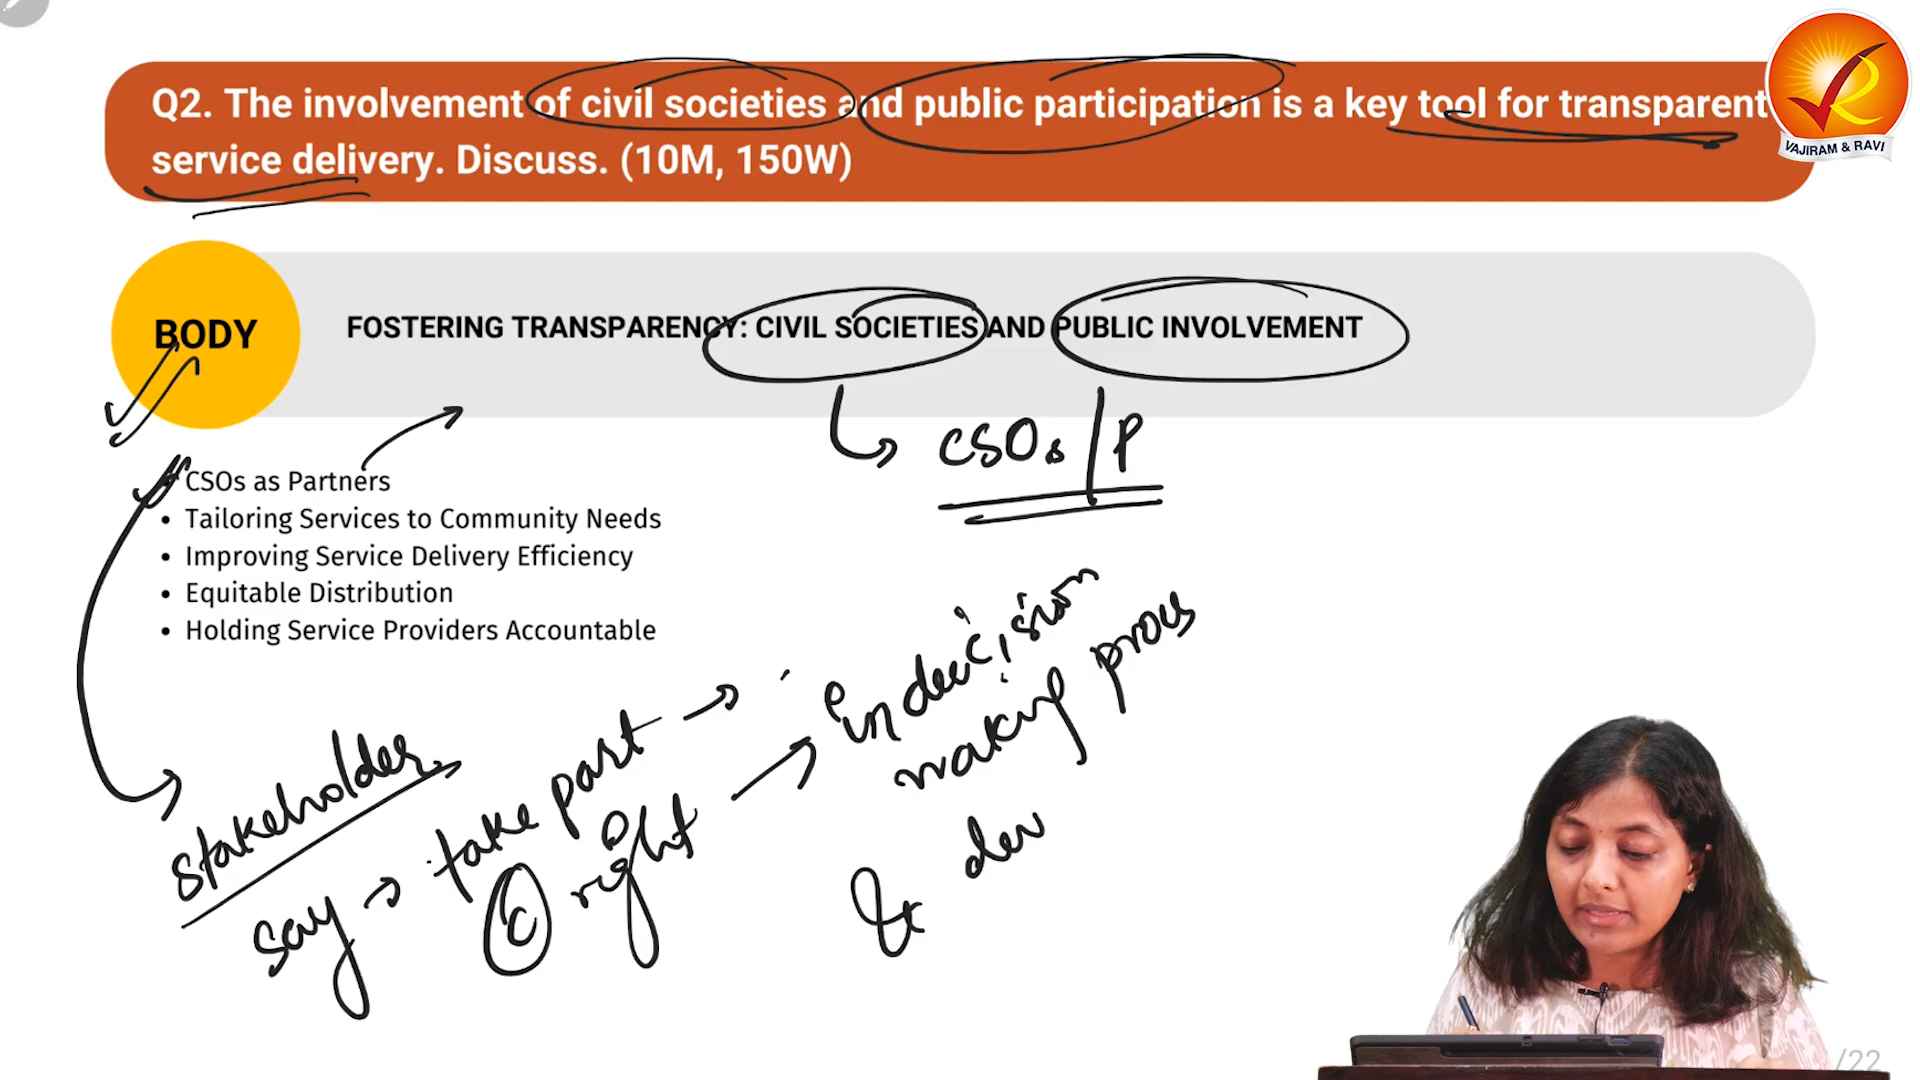 Q2. The involvement of civil societies and public participation is a key tool for transparent
service delivery. Discuss. (10M, 150W)
VAJIRAM & RAVI
BODY
FOSTERING TRANSPARENCY: CIVIL SOCIETIES AND PUBLIC INVOLVEMENT
CSOs / P
CSOs as Partners
• Tailoring Services to Community Needs
• Improving Service Delivery Efficiency
• Equitable Distribution
• Holding Service Providers Accountable
stakeholder
say → take part →
C right → in decision
making
& dev
/22